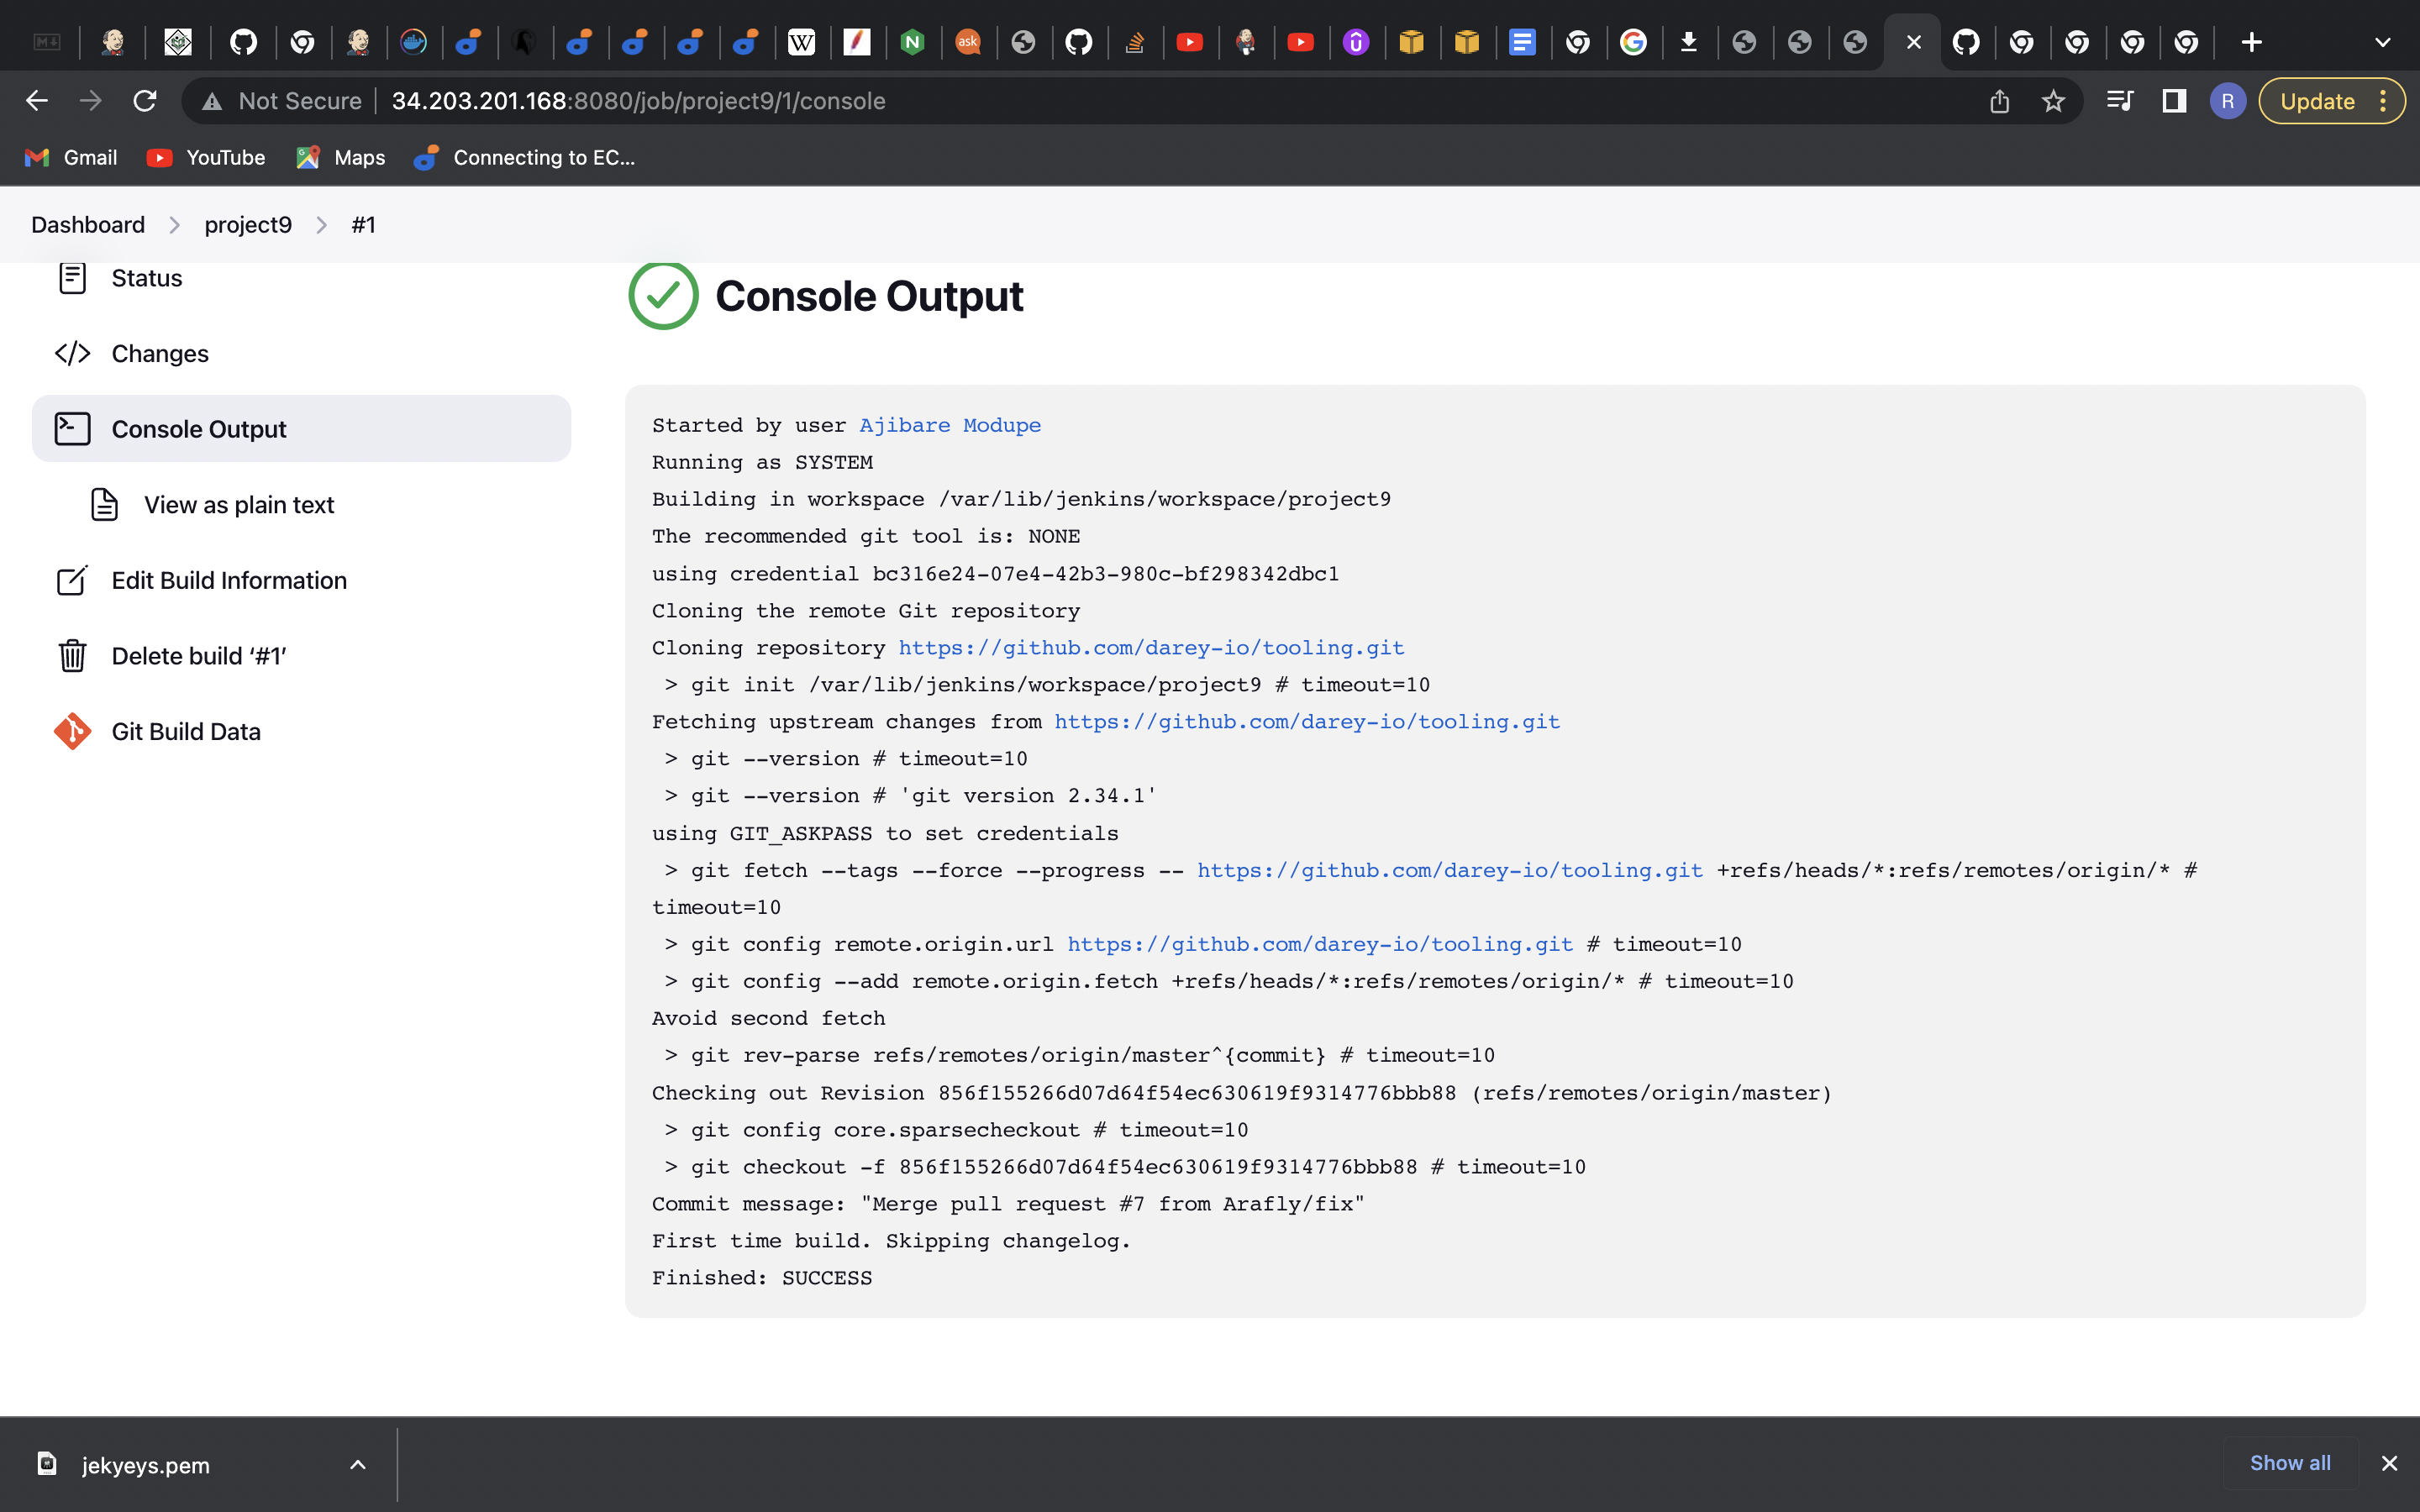 M↓
W
N
ask
Not Secure
34.203.201.168:8080/job/project9/1/console
R
Update
Gmail
YouTube
Maps
Connecting to EC...
Dashboard
project9
#1
Status
Changes
Console Output
View as plain text
Edit Build Information
Delete build ‘#1’
Git Build Data
Console Output
Started by user Ajibare Modupe
Running as SYSTEM
Building in workspace /var/lib/jenkins/workspace/project9
The recommended git tool is: NONE
using credential bc316e24-07e4-42b3-980c-bf298342dbc1
Cloning the remote Git repository
Cloning repository https://github.com/darey-io/tooling.git
> git init /var/lib/jenkins/workspace/project9 # timeout=10
Fetching upstream changes from https://github.com/darey-io/tooling.git
> git --version # timeout=10
> git --version # 'git version 2.34.1'
using GIT_ASKPASS to set credentials
> git fetch --tags --force --progress -- https://github.com/darey-io/tooling.git +refs/heads/*:refs/remotes/origin/* #
timeout=10
> git config remote.origin.url https://github.com/darey-io/tooling.git # timeout=10
> git config --add remote.origin.fetch +refs/heads/*:refs/remotes/origin/* # timeout=10
Avoid second fetch
> git rev-parse refs/remotes/origin/master^{commit} # timeout=10
Checking out Revision 856f155266d07d64f54ec630619f9314776bbb88 (refs/remotes/origin/master)
> git config core.sparsecheckout # timeout=10
> git checkout -f 856f155266d07d64f54ec630619f9314776bbb88 # timeout=10
Commit message: "Merge pull request #7 from Arafly/fix"
First time build. Skipping changelog.
Finished: SUCCESS
jekyeys.pem
Show all